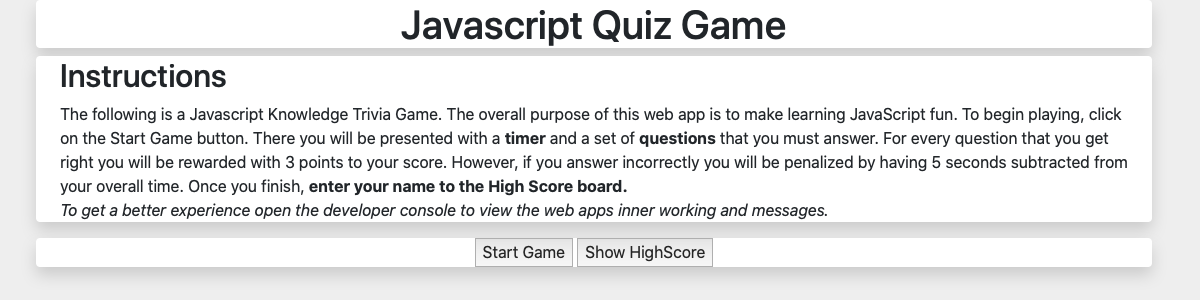 Javascript Quiz Game
Instructions
The following is a Javascript Knowledge Trivia Game. The overall purpose of this web app is to make learning JavaScript fun. To begin playing, click
on the Start Game button. There you will be presented with a timer and a set of questions that you must answer. For every question that you get
right you will be rewarded with 3 points to your score. However, if you answer incorrectly you will be penalized by having 5 seconds subtracted from
your overall time. Once you finish, enter your name to the High Score board.
To get a better experience open the developer console to view the web apps inner working and messages.
Start Game Show HighScore